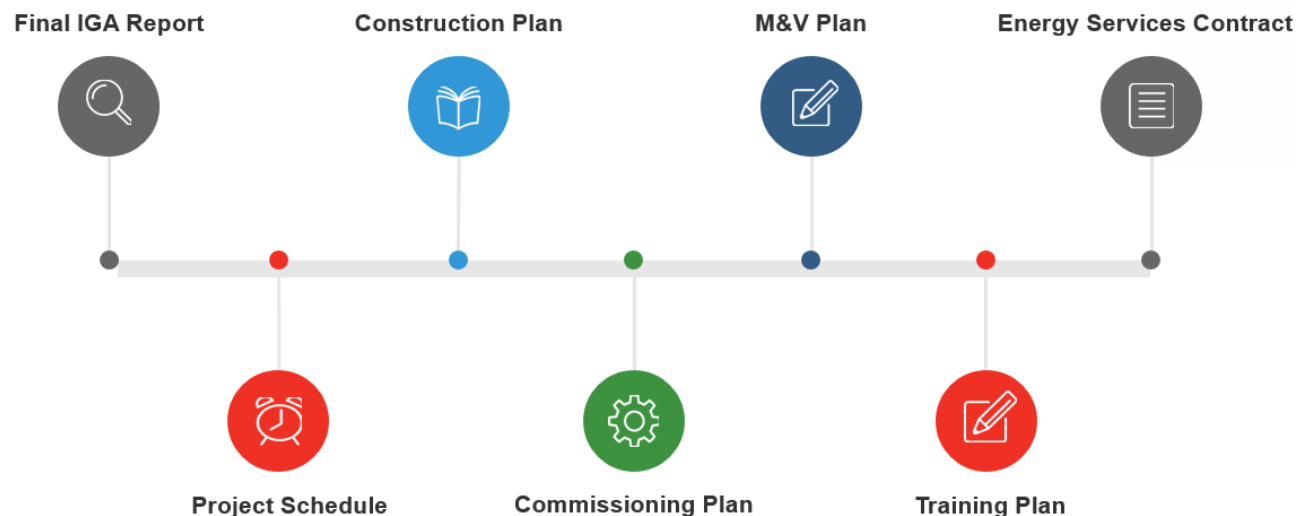 Final IGA Report
Construction Plan
M&V Plan
Energy Services Contract
Project Schedule
Commissioning Plan
Training Plan